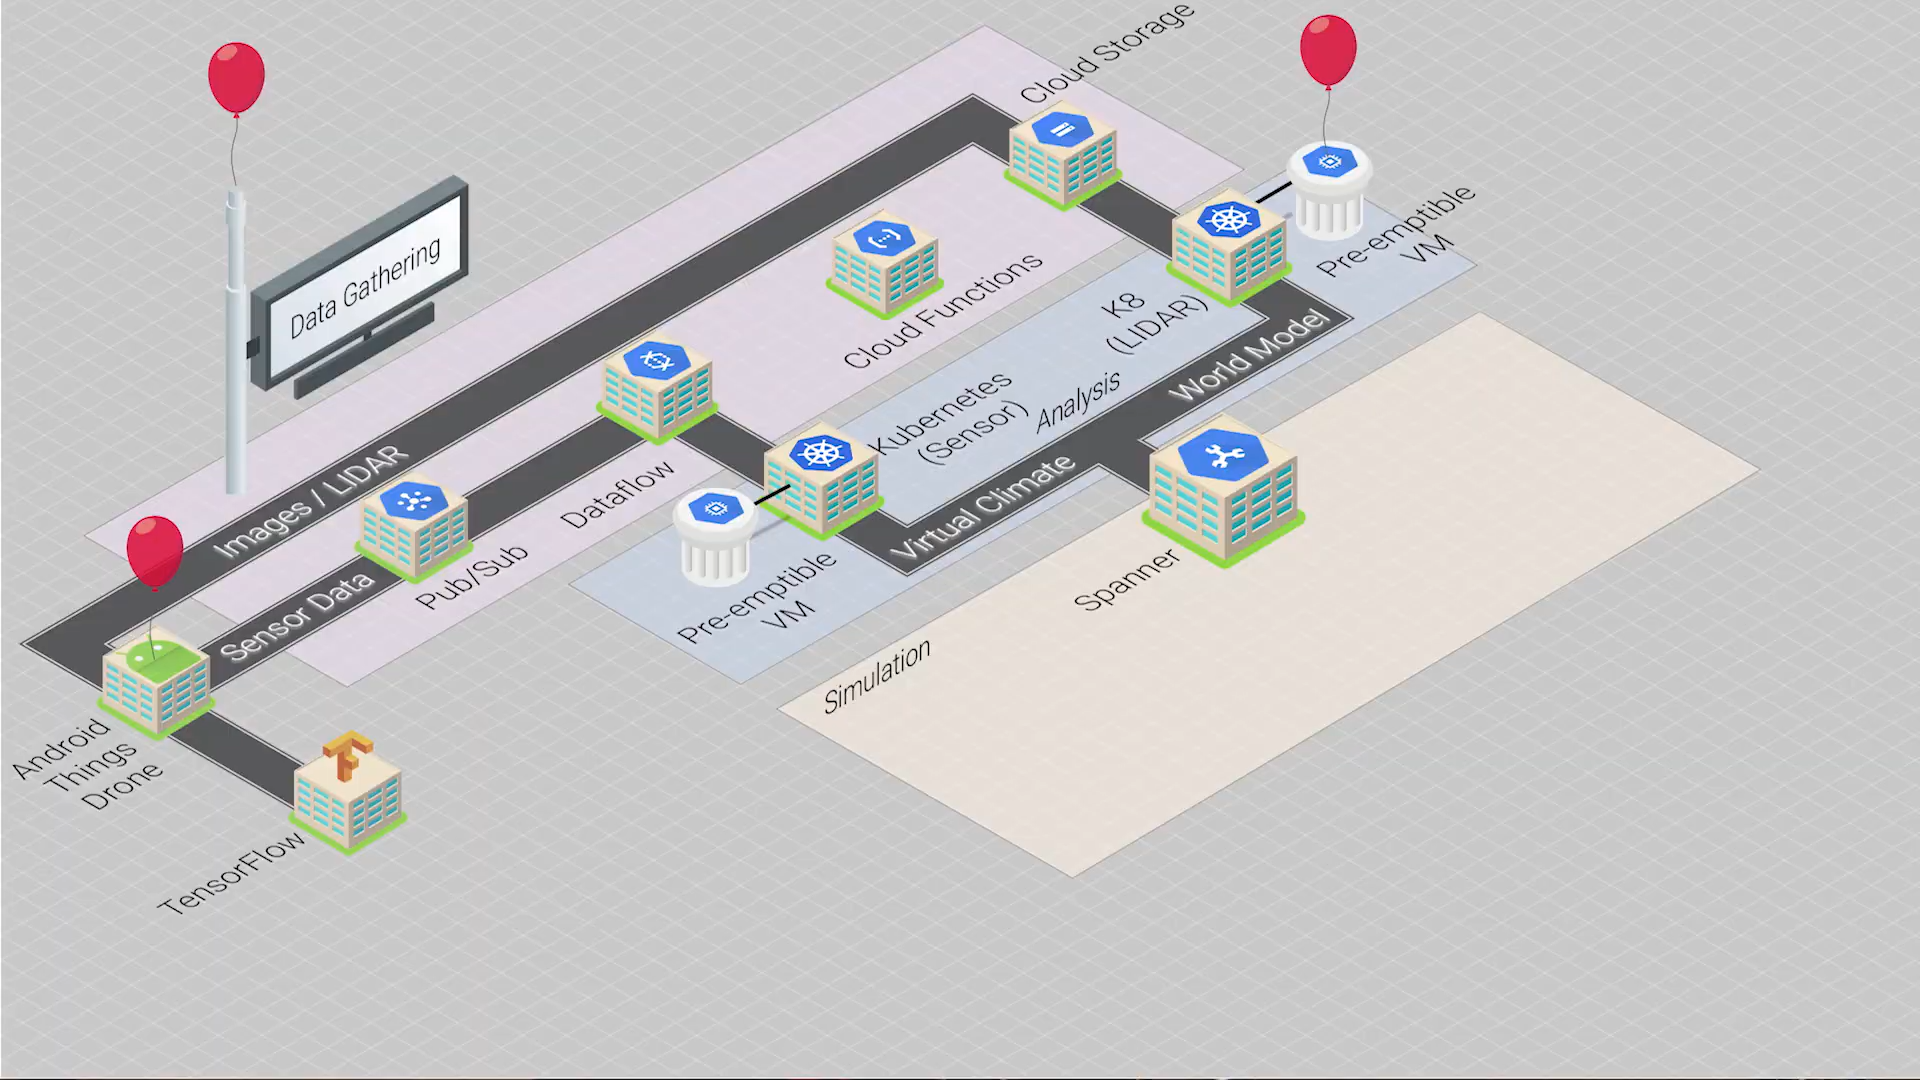 Cloud Storage
Data Gathering
Pre-emptible
VM
Cloud Functions
K8
(LIDAR)
World Model
Kubernetes
(Sensor)
Analysis
Images / LIDAR
Dataflow
Virtual Climate
Sensor Data
Pub/Sub
Pre-emptible
VM
Spanner
Simulation
Android
Things
Drone
TensorFlow